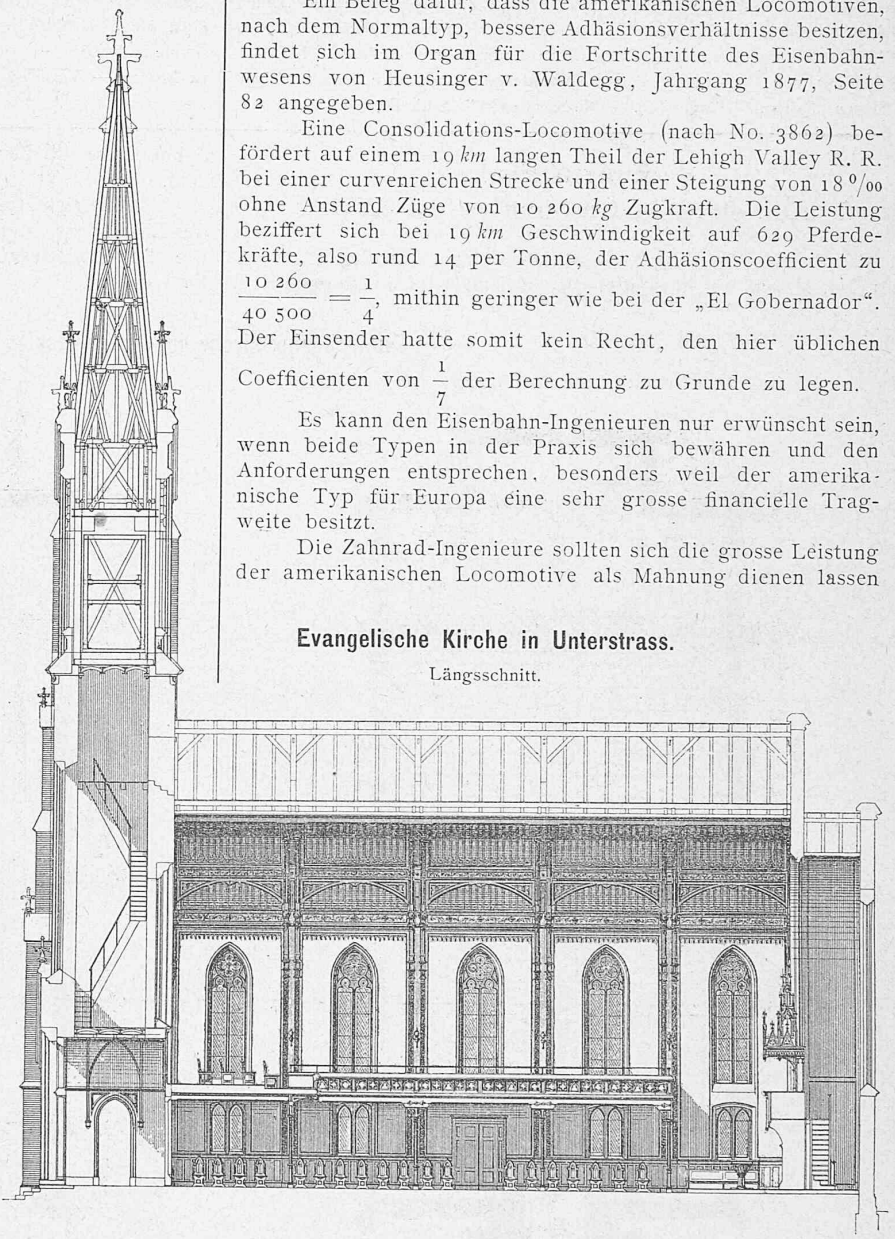 Ein Beleg dafür, dass die amerikanischen Locomotiven,
nach dem Normaltyp, bessere Adhäsionsverhältnisse besitzen,
findet sich im Organ für die Fortschritte des Eisenbahn-
wesens von Heusinger v. Waldegg, Jahrgang 1877, Seite
82 angegeben.
Eine Consolidations-Locomotive (nach No. 3862) be-
fördert auf einem 19 km langen Theil der Lehigh Valley R. R.
bei einer curvenreichen Strecke und einer Steigung von 18 ⁰/₀₀
ohne Anstand Züge von 10 260 kg Zugkraft. Die Leistung
beziffert sich bei 19 km Geschwindigkeit auf 629 Pferde-
kräfte, also rund 14 per Tonne, der Adhäsionscoefficient zu
10 260/40 500 = 1/4, mithin geringer wie bei der „El Gobernador“.
Der Einsender hatte somit kein Recht, den hier üblichen
Coefficienten von 1/7 der Berechnung zu Grunde zu legen.
Es kann den Eisenbahn-Ingenieuren nur erwünscht sein,
wenn beide Typen in der Praxis sich bewähren und den
Anforderungen entsprechen, besonders weil der amerika-
nische Typ für Europa eine sehr grosse financielle Trag-
weite besitzt.
Die Zahnrad-Ingenieure sollten sich die grosse Leistung
der amerikanischen Locomotive als Mahnung dienen lassen
Evangelische Kirche in Unterstrass.
Längsschnitt.